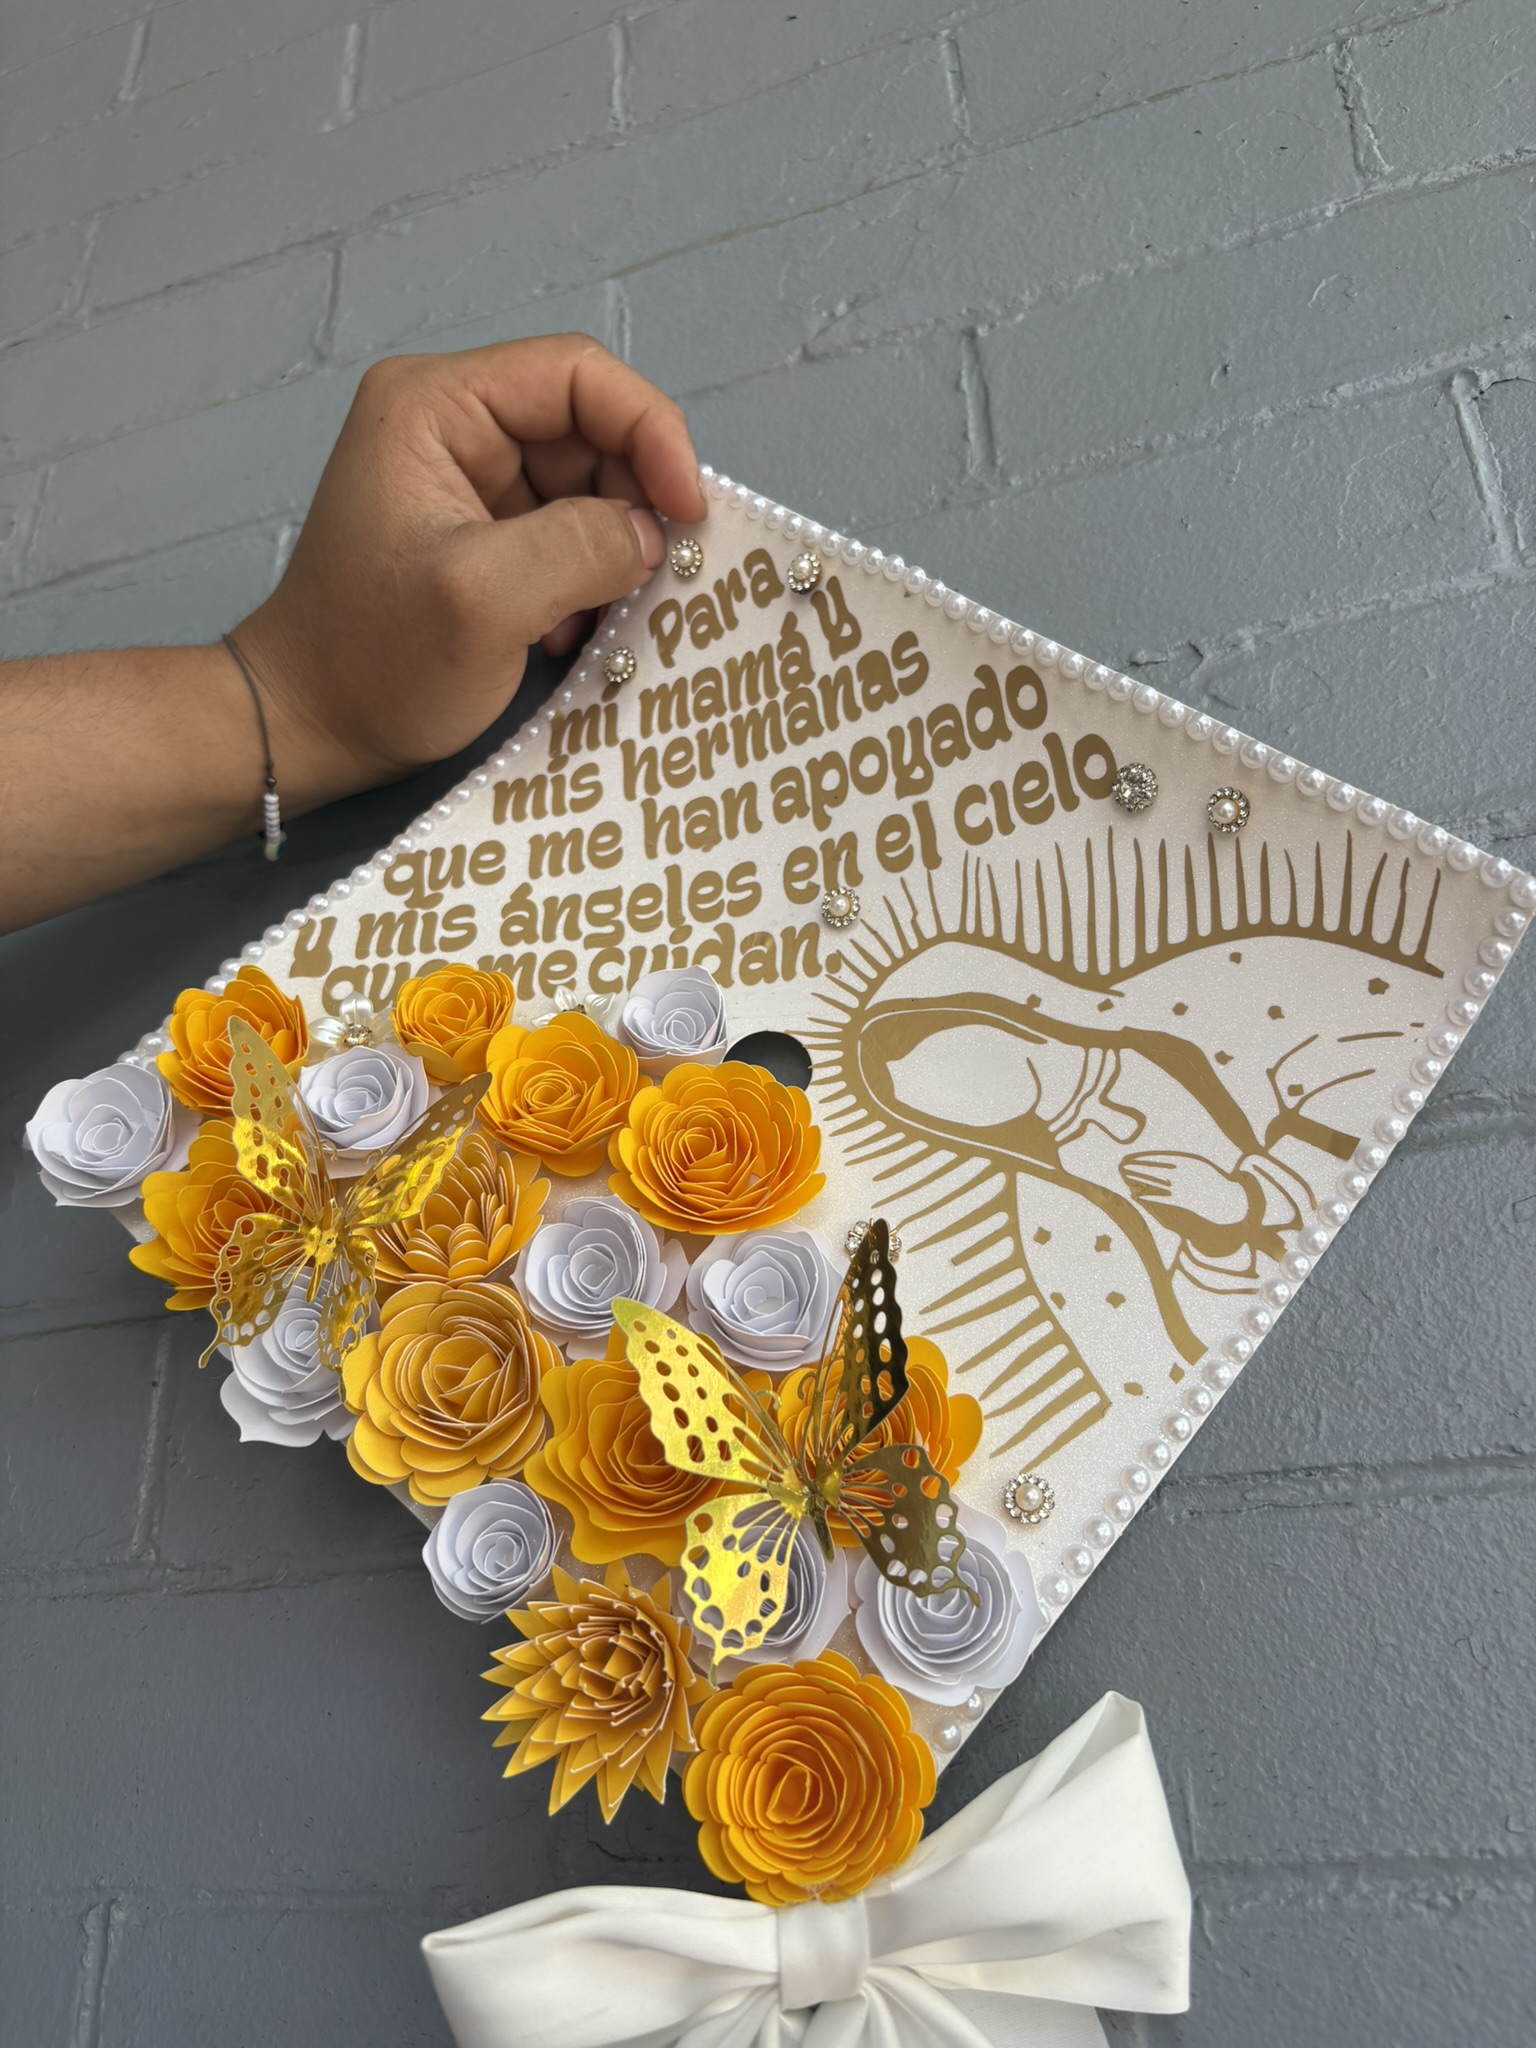 Para
mi mamá y
mis hermanas
que me han apoyado
y mis ángeles en el cielo
que me cuidan.